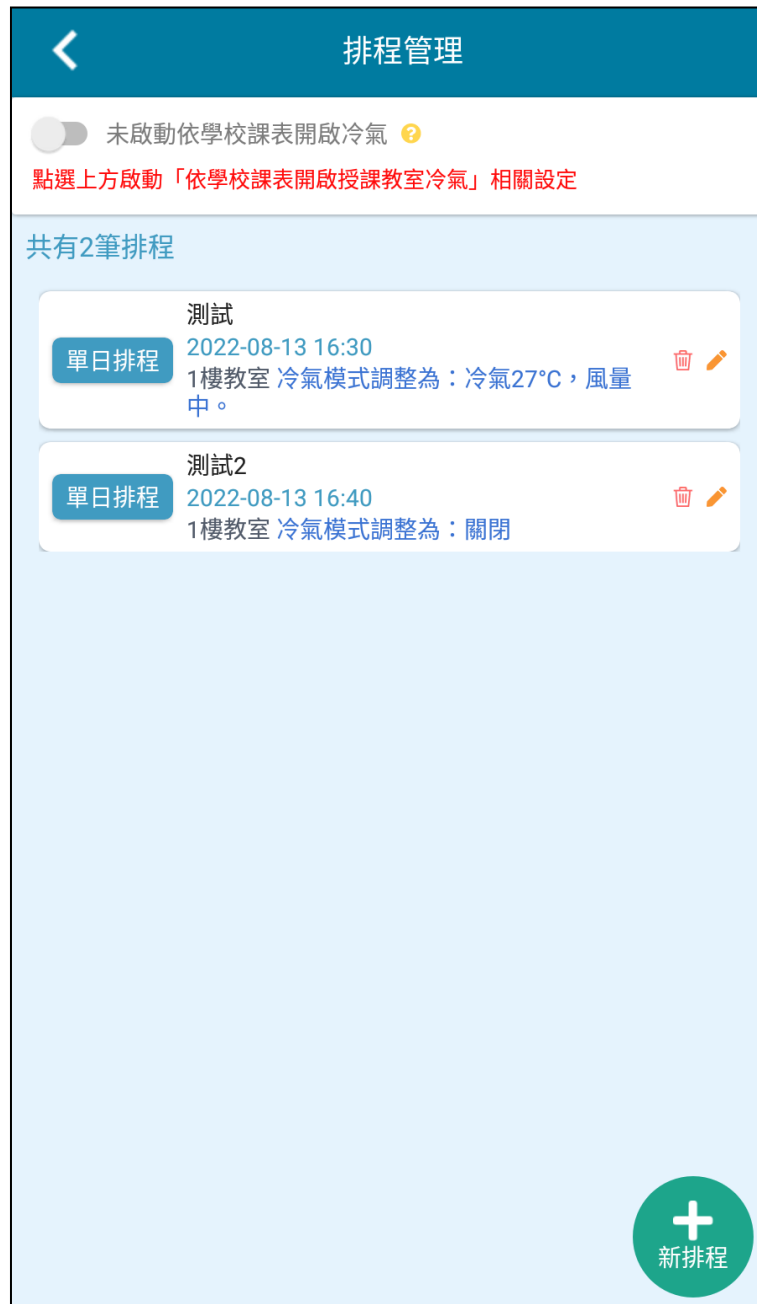 排程管理
未啟動依學校課表開啟冷氣
點選上方啟動「依學校課表開啟授課教室冷氣」相關設定
共有2筆排程
單日排程
測試
2022-08-13 16:30
1樓教室 冷氣模式調整為：冷氣27°C，風量
中。
單日排程
測試2
2022-08-13 16:40
1樓教室 冷氣模式調整為：關閉
新排程